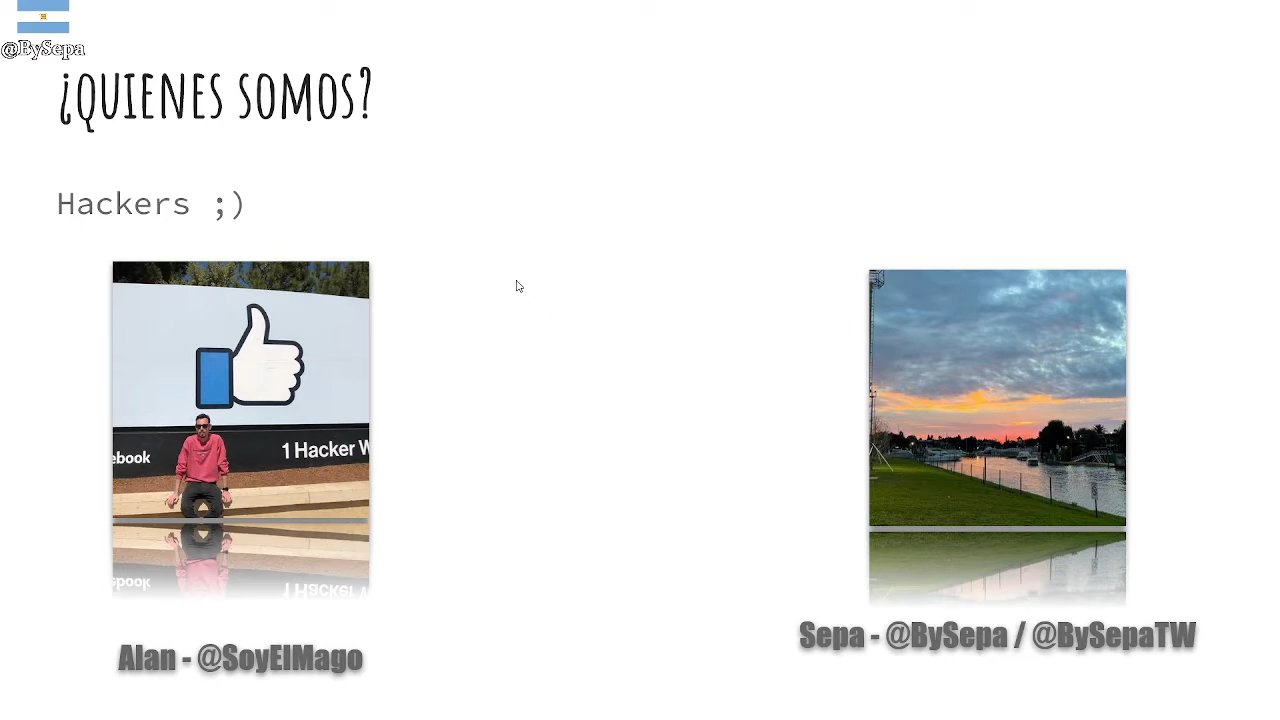 @BySepa
¿QUIENES SOMOS?
Hackers ;)
ebook
1 Hacker W
Alan - @SoyElMago
Sepa - @BySepa / @BySepaTW